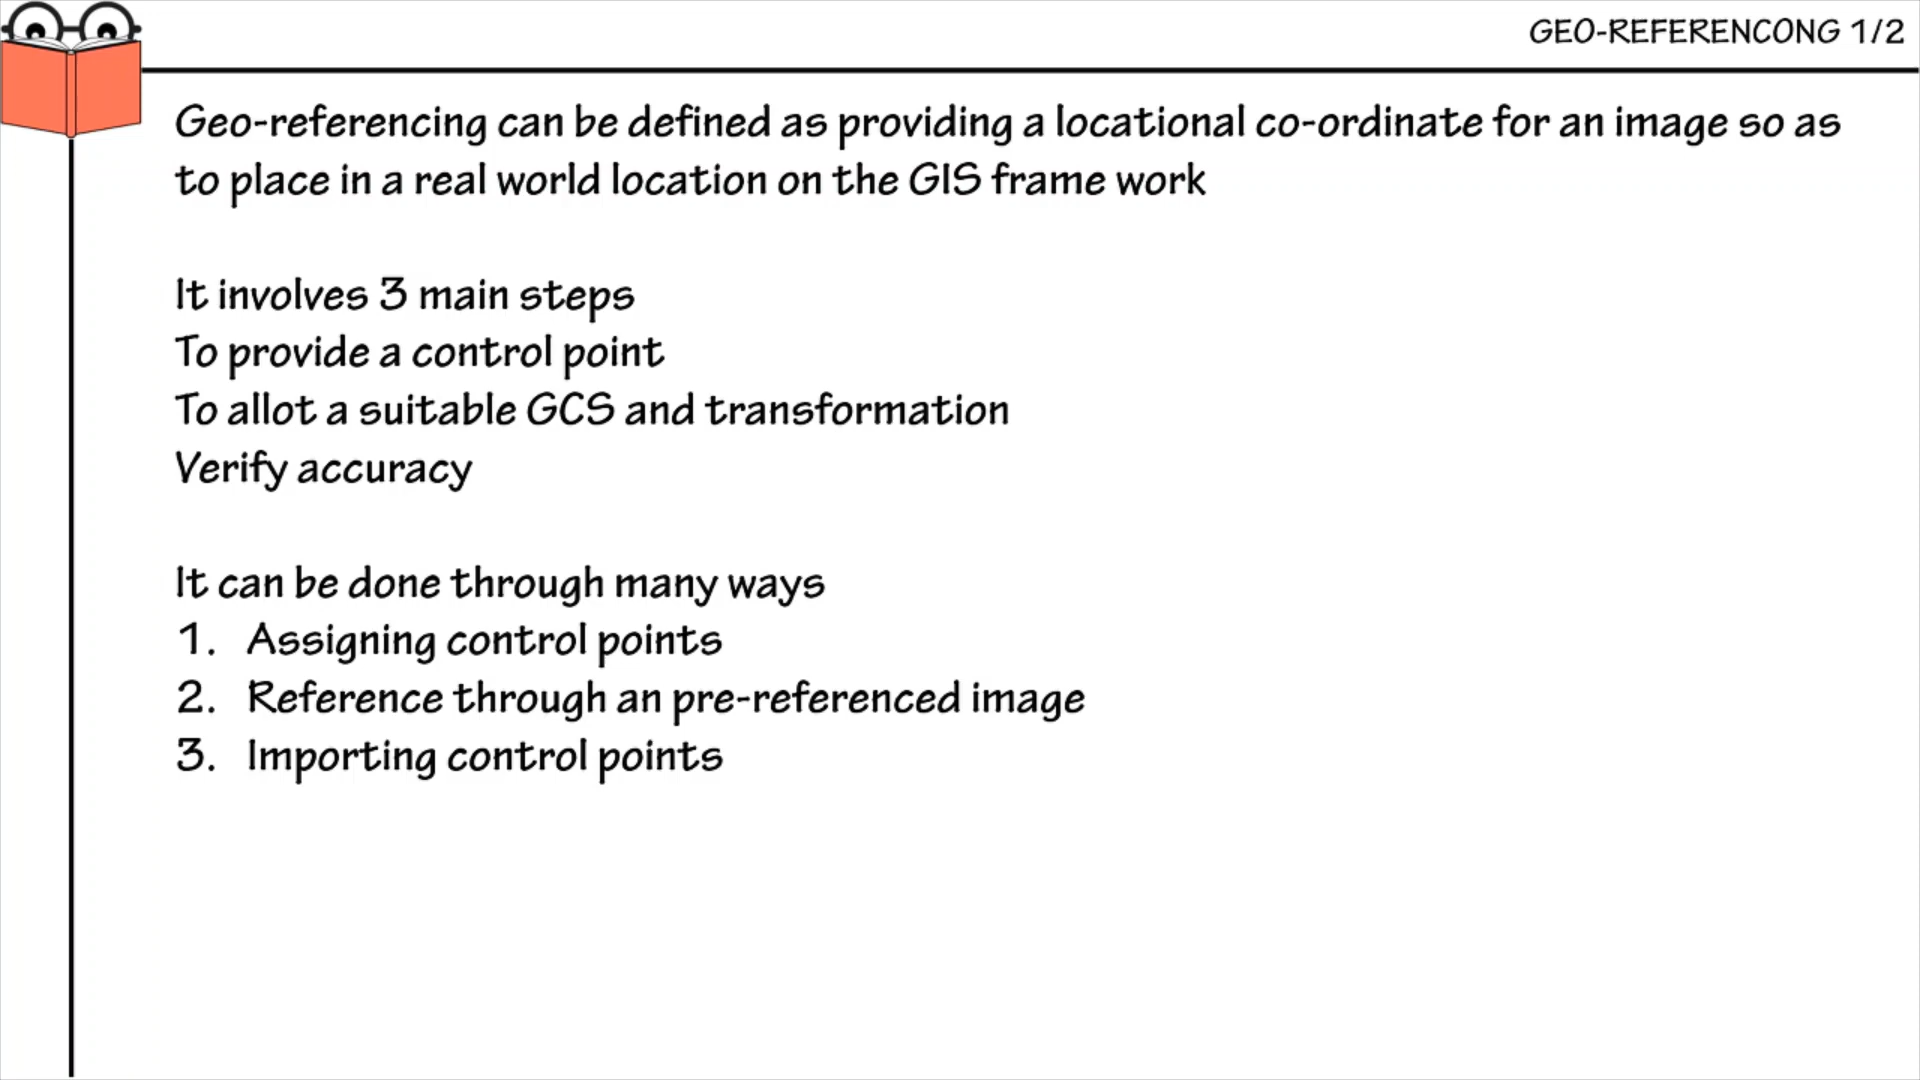 GEO-REFERENCONG 1/2
Geo-referencing can be defined as providing a locational co-ordinate for an image so as
to place in a real world location on the GIS frame work
It involves 3 main steps
To provide a control point
To allot a suitable GCS and transformation
Verify accuracy
It can be done through many ways
1. Assigning control points
2. Reference through an pre-referenced image
3. Importing control points